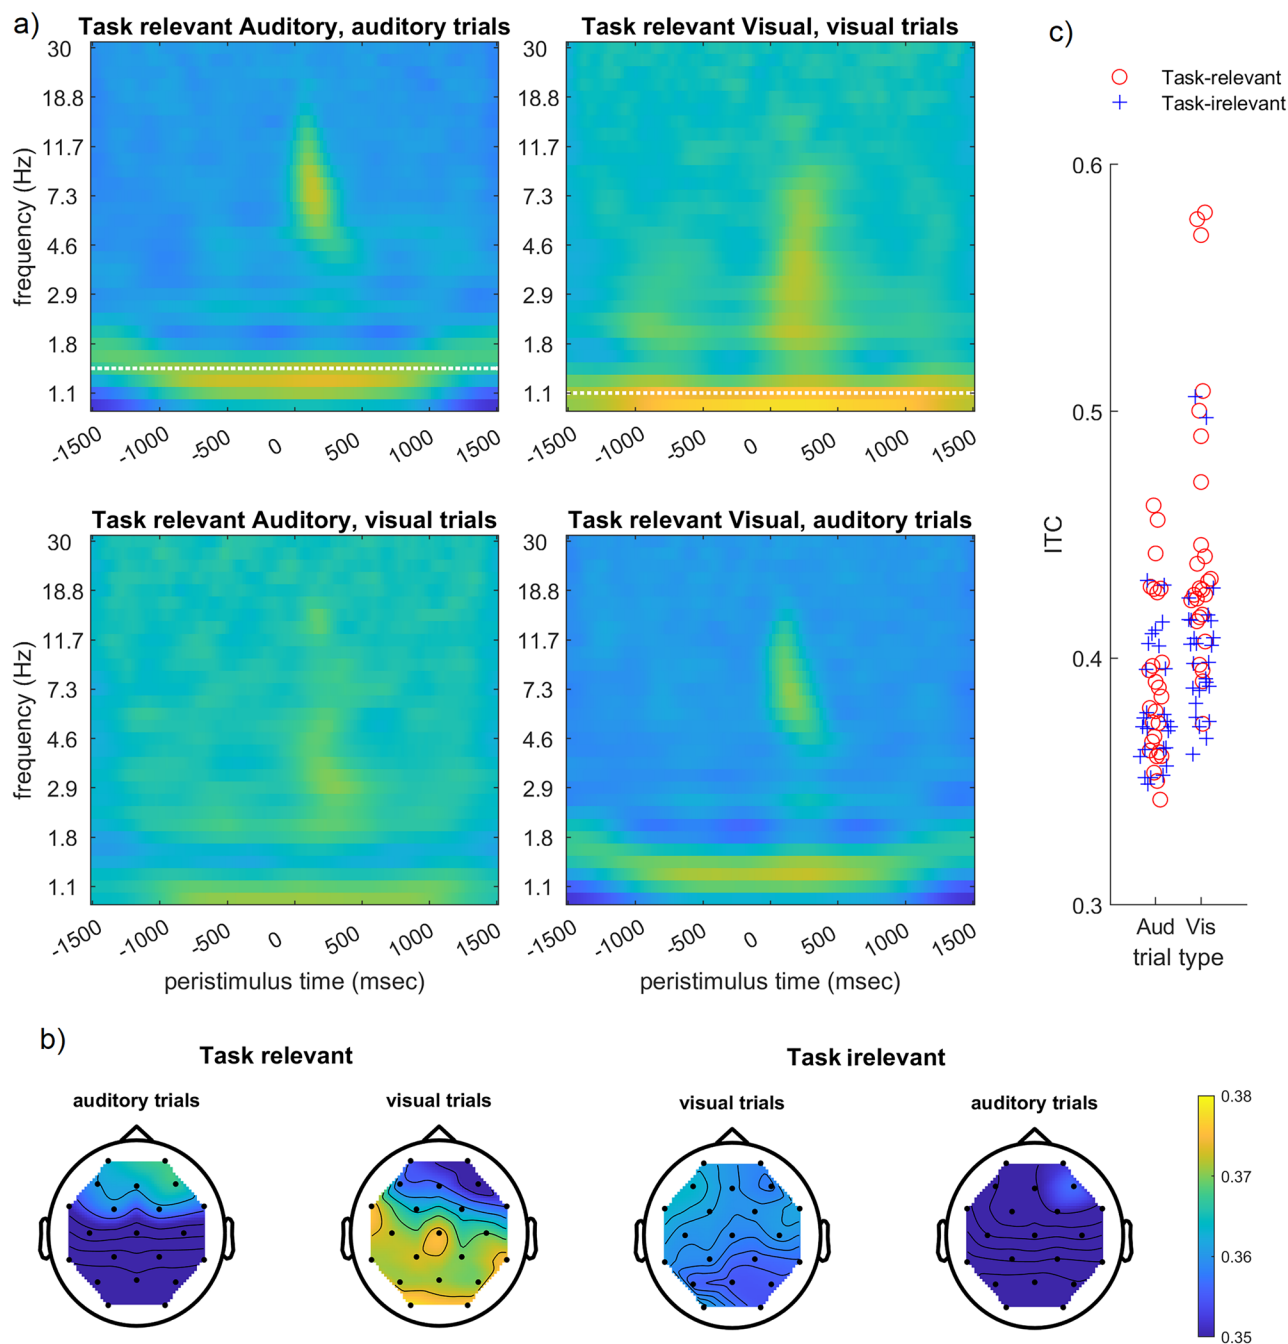 a)
Task relevant Auditory, auditory trials
30
18.8
11.7
7.3
4.6
2.9
1.8
1.1
frequency (Hz)
-1500 -1000 -500 0 500 1000 1500
Task relevant Visual, visual trials
30
18.8
11.7
7.3
4.6
2.9
1.8
1.1
-1500 -1000 -500 0 500 1000 1500
Task relevant Auditory, visual trials
30
18.8
11.7
7.3
4.6
2.9
1.8
1.1
frequency (Hz)
-1500 -1000 -500 0 500 1000 1500
peristimulus time (msec)
Task relevant Visual, auditory trials
30
18.8
11.7
7.3
4.6
2.9
1.8
1.1
-1500 -1000 -500 0 500 1000 1500
peristimulus time (msec)
c)
Task-relevant
Task-irelevant
0.6
0.5
0.4
0.3
ITC
Aud Vis
trial type
b)
Task relevant
auditory trials
visual trials
Task irelevant
visual trials
auditory trials
0.38
0.37
0.36
0.35